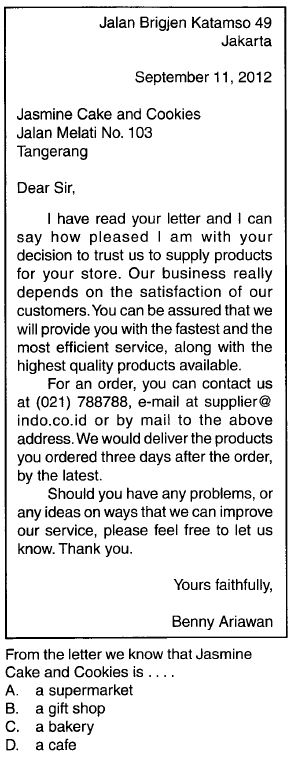 Jalan Brigjen Katamso 49
Jakarta
September 11, 2012
Jasmine Cake and Cookies
Jalan Melati No. 103
Tangerang
Dear Sir,
I have read your letter and I can
say how pleased I am with your
decision to trust us to supply products
for your store. Our business really
depends on the satisfaction of our
customers. You can be assured that we
will provide you with the fastest and the
most efficient service, along with the
highest quality products available.
For an order, you can contact us
at (021) 788788, e-mail at supplier@
indo.co.id or by mail to the above
address. We would deliver the products
you ordered three days after the order,
by the latest.
Should you have any problems, or
any ideas on ways that we can improve
our service, please feel free to let us
know. Thank you.
Yours faithfully,
Benny Ariawan
From the letter we know that Jasmine
Cake and Cookies is . . . .
A. a supermarket
B. a gift shop
C. a bakery
D. a cafe